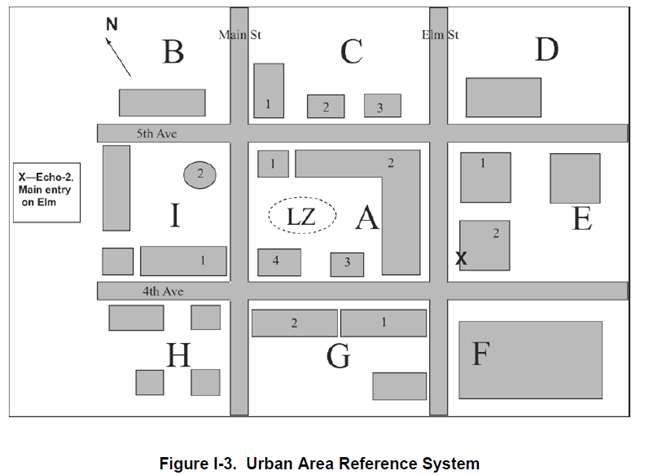 N
Main St
Elm St
B
C
D
1
2
3
5th Ave
X—Echo-2,
Main entry
on Elm
2
1
2
1
I
LZ
A
E
2
1
4
3
X
4th Ave
2
1
H
G
F
Figure I-3. Urban Area Reference System